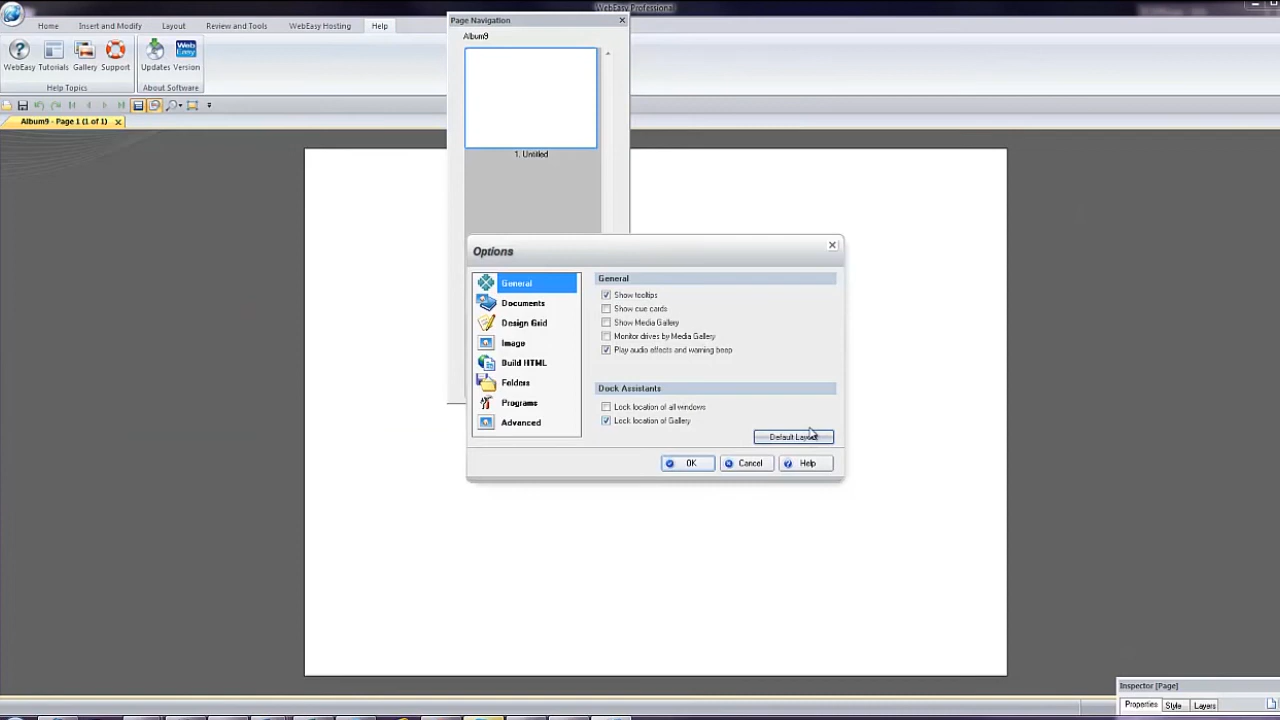 WebEasy Professional
Home Insert and Modify Layout Review and Tools WebEasy Hosting Help
Page Navigation
Album9
Web Easy
WebEasy Tutorials Gallery Support Updates Version
Help Topics About Software
Album9 - Page 1 (1 of 1)
1. Untitled
Options
General
Documents
Design Grid
Image
Build HTML
Folders
Programs
Advanced
General
Show tooltips
Show cue cards
Show Media Gallery
Monitor drives by Media Gallery
Play audio effects and warning beep
Dock Assistants
Lock location of all windows
Lock location of Gallery
Default
OK Cancel Help
Inspector [Page]
Properties Style Layers